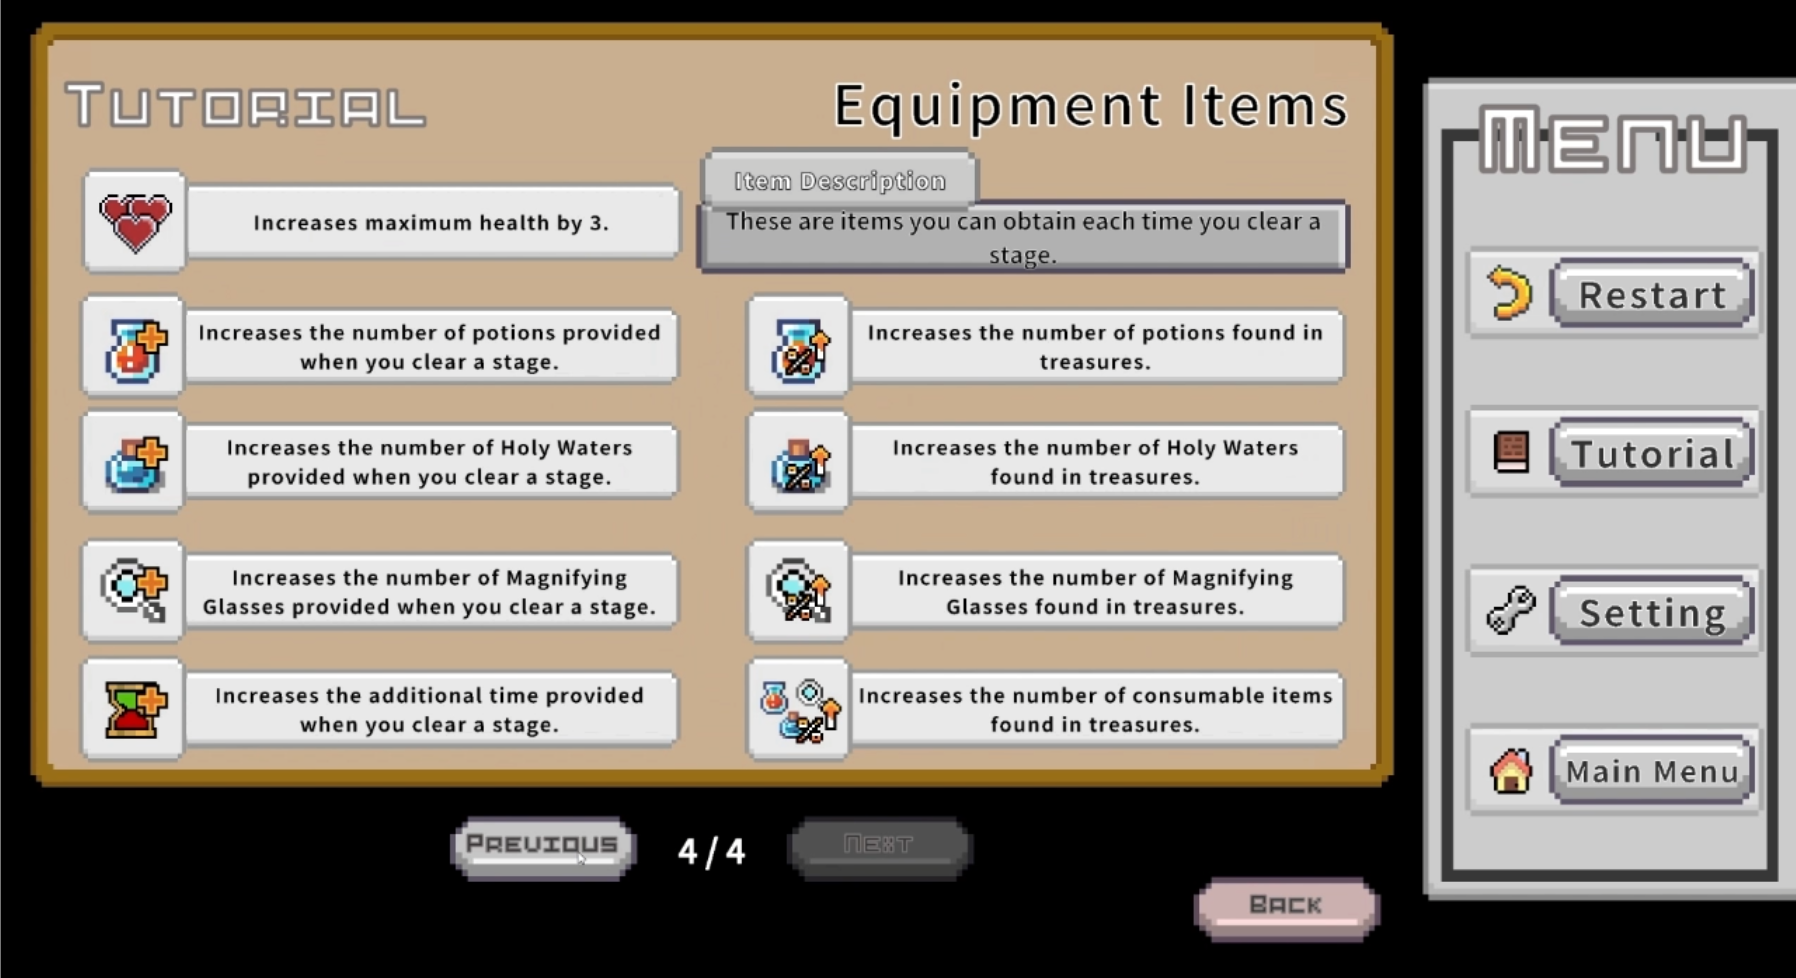 TUTORIAL
Equipment Items
Item Description
Increases maximum health by 3.
These are items you can obtain each time you clear a
stage.
Increases the number of potions provided
when you clear a stage.
Increases the number of potions found in
treasures.
Increases the number of Holy Waters
provided when you clear a stage.
Increases the number of Holy Waters
found in treasures.
Increases the number of Magnifying
Glasses provided when you clear a stage.
Increases the number of Magnifying
Glasses found in treasures.
Increases the additional time provided
when you clear a stage.
Increases the number of consumable items
found in treasures.
PREVIOUS
4/4
NEXT
BACK
MENU
Restart
Tutorial
Setting
Main Menu